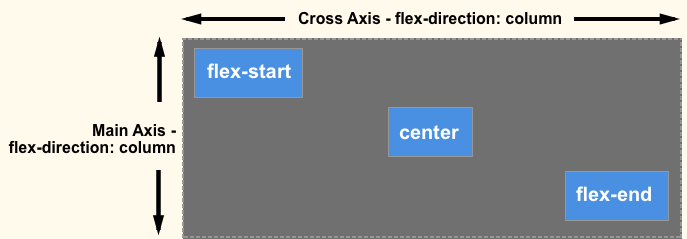 Cross Axis - flex-direction: column
flex-start
center
Main Axis -
flex-direction: column
flex-end